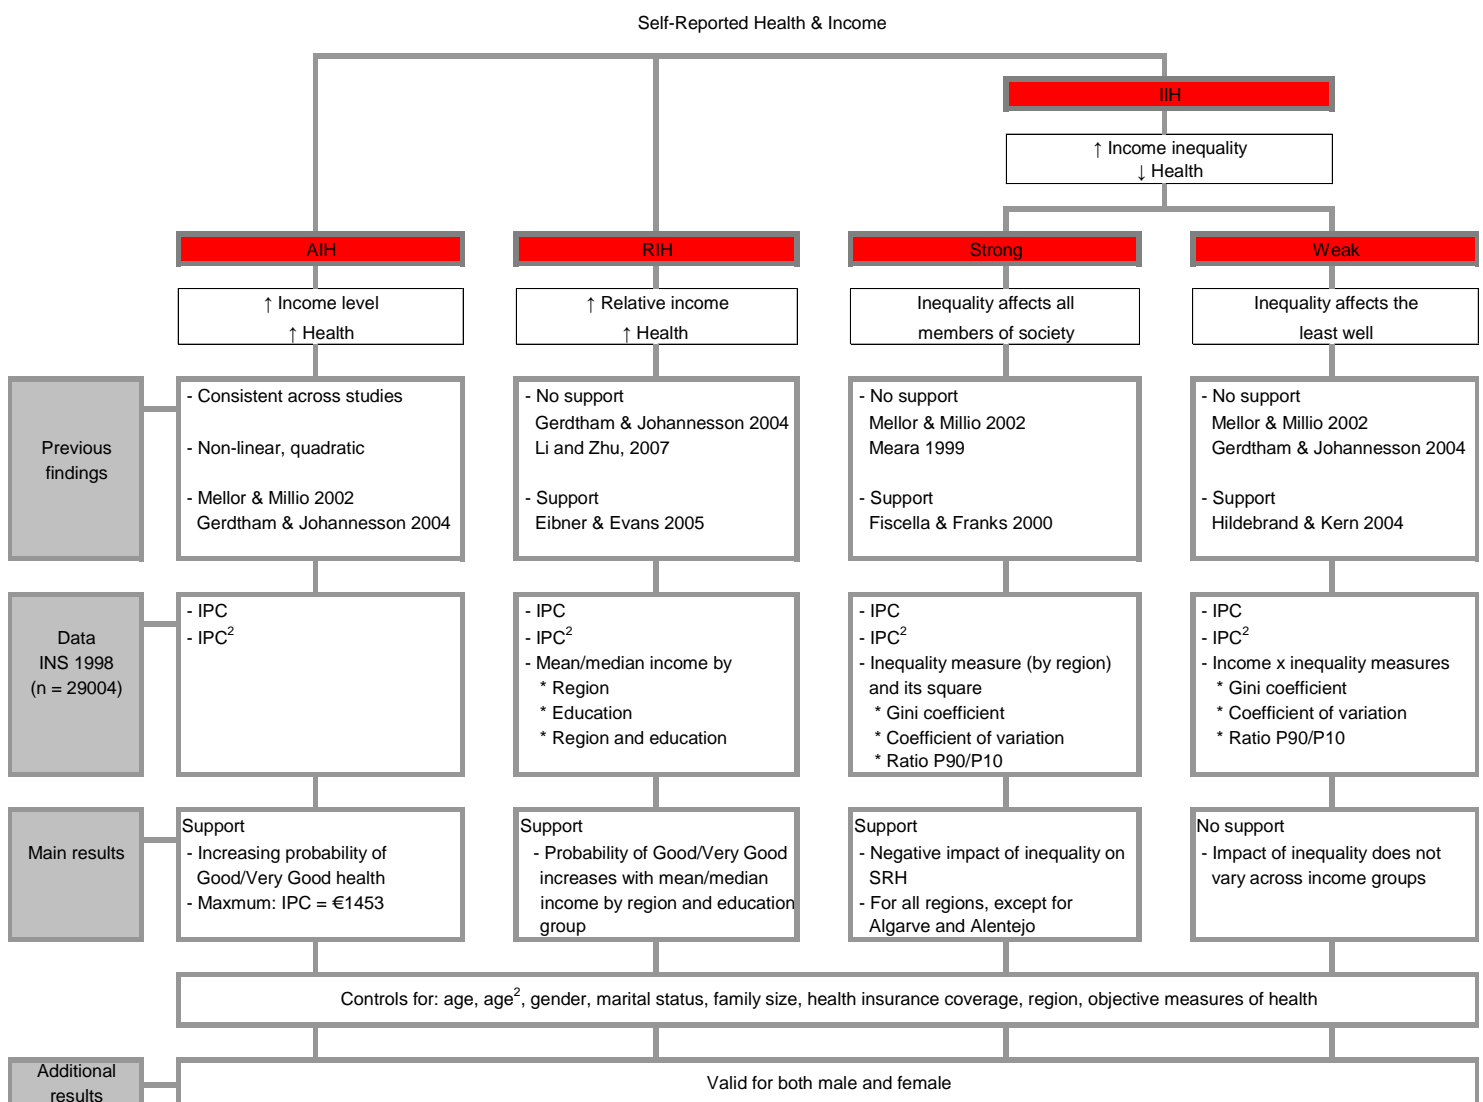 Self-Reported Health & Income
IIH
↑ Income inequality
↓ Health
AIH
RIH
Strong
Weak
↑ Income level
↑ Health
↑ Relative income
↑ Health
Inequality affects all
members of society
Inequality affects the
least well
Previous
findings
- Consistent across studies
- Non-linear, quadratic
- Mellor & Millio 2002
Gerdtham & Johannesson 2004
- No support
Gerdtham & Johannesson 2004
Li and Zhu, 2007
- Support
Eibner & Evans 2005
- No support
Mellor & Millio 2002
Meara 1999
- Support
Fiscella & Franks 2000
- No support
Mellor & Millio 2002
Gerdtham & Johannesson 2004
- Support
Hildebrand & Kern 2004
Data
INS 1998
(n = 29004)
- IPC
- IPC²
- IPC
- IPC²
- Mean/median income by
* Region
* Education
* Region and education
- IPC
- IPC²
- Inequality measure (by region)
and its square
* Gini coefficient
* Coefficient of variation
* Ratio P90/P10
- IPC
- IPC²
- Income x inequality measures
* Gini coefficient
* Coefficient of variation
* Ratio P90/P10
Main results
Support
- Increasing probability of
Good/Very Good health
- Maxmum: IPC = €1453
Support
- Probability of Good/Very Good
increases with mean/median
income by region and education
group
Support
- Negative impact of inequality on
SRH
- For all regions, except for
Algarve and Alentejo
No support
- Impact of inequality does not
vary across income groups
Controls for: age, age², gender, marital status, family size, health insurance coverage, region, objective measures of health
Additional
results
Valid for both male and female